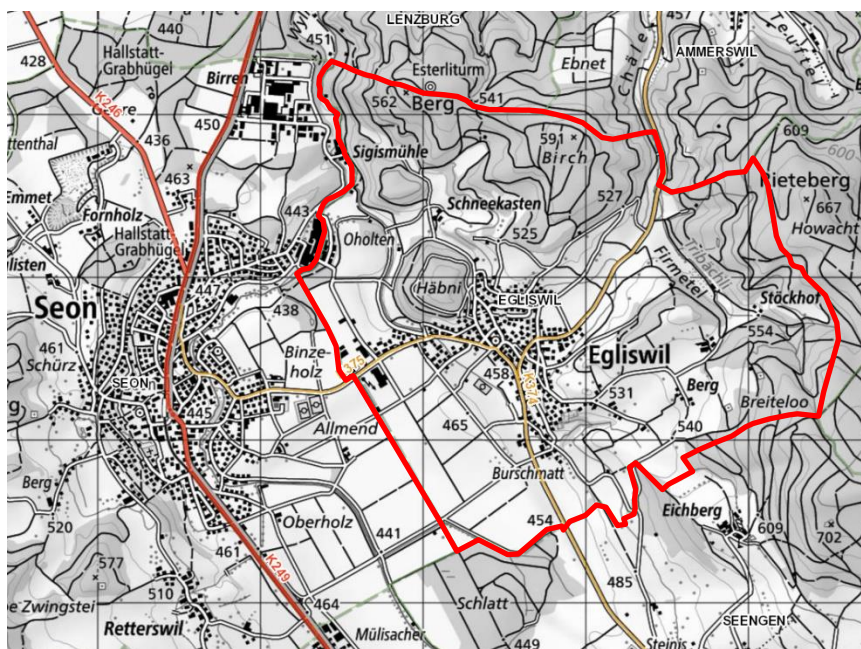 LENZBURG
457
440
451
Hallstatt-
Grabhügel
Esterliturm
Ebnet
Chäle
AMMERSWIL
Teufte
428
K246
Birren
562
Berg
541
436
450
591
Birch
609
600
ttenthal
463
Sigismühle
Rieteberg
Emmet
Fornholz
443
Schneekasten
527
667
Howacht
Hallstatt-
Grabhügel
Oholten
525
Tribächli
Firmetel
listen
447
Häbni
EGLISWIL
Stöckhof
Seon
438
554
461
Schürz
Binze-
holz
375
458
K374
Egliswil
SEON
531
Berg
445
Breiteloo
Allmend
465
540
Berg
Burschmatt
Eichberg
520
Oberholz
441
454
609
461
702
577
K249
485
510
e Zwingstei
464
Schlatt
SEENGEN
Retterswil
Mülisacher
449
Steinis